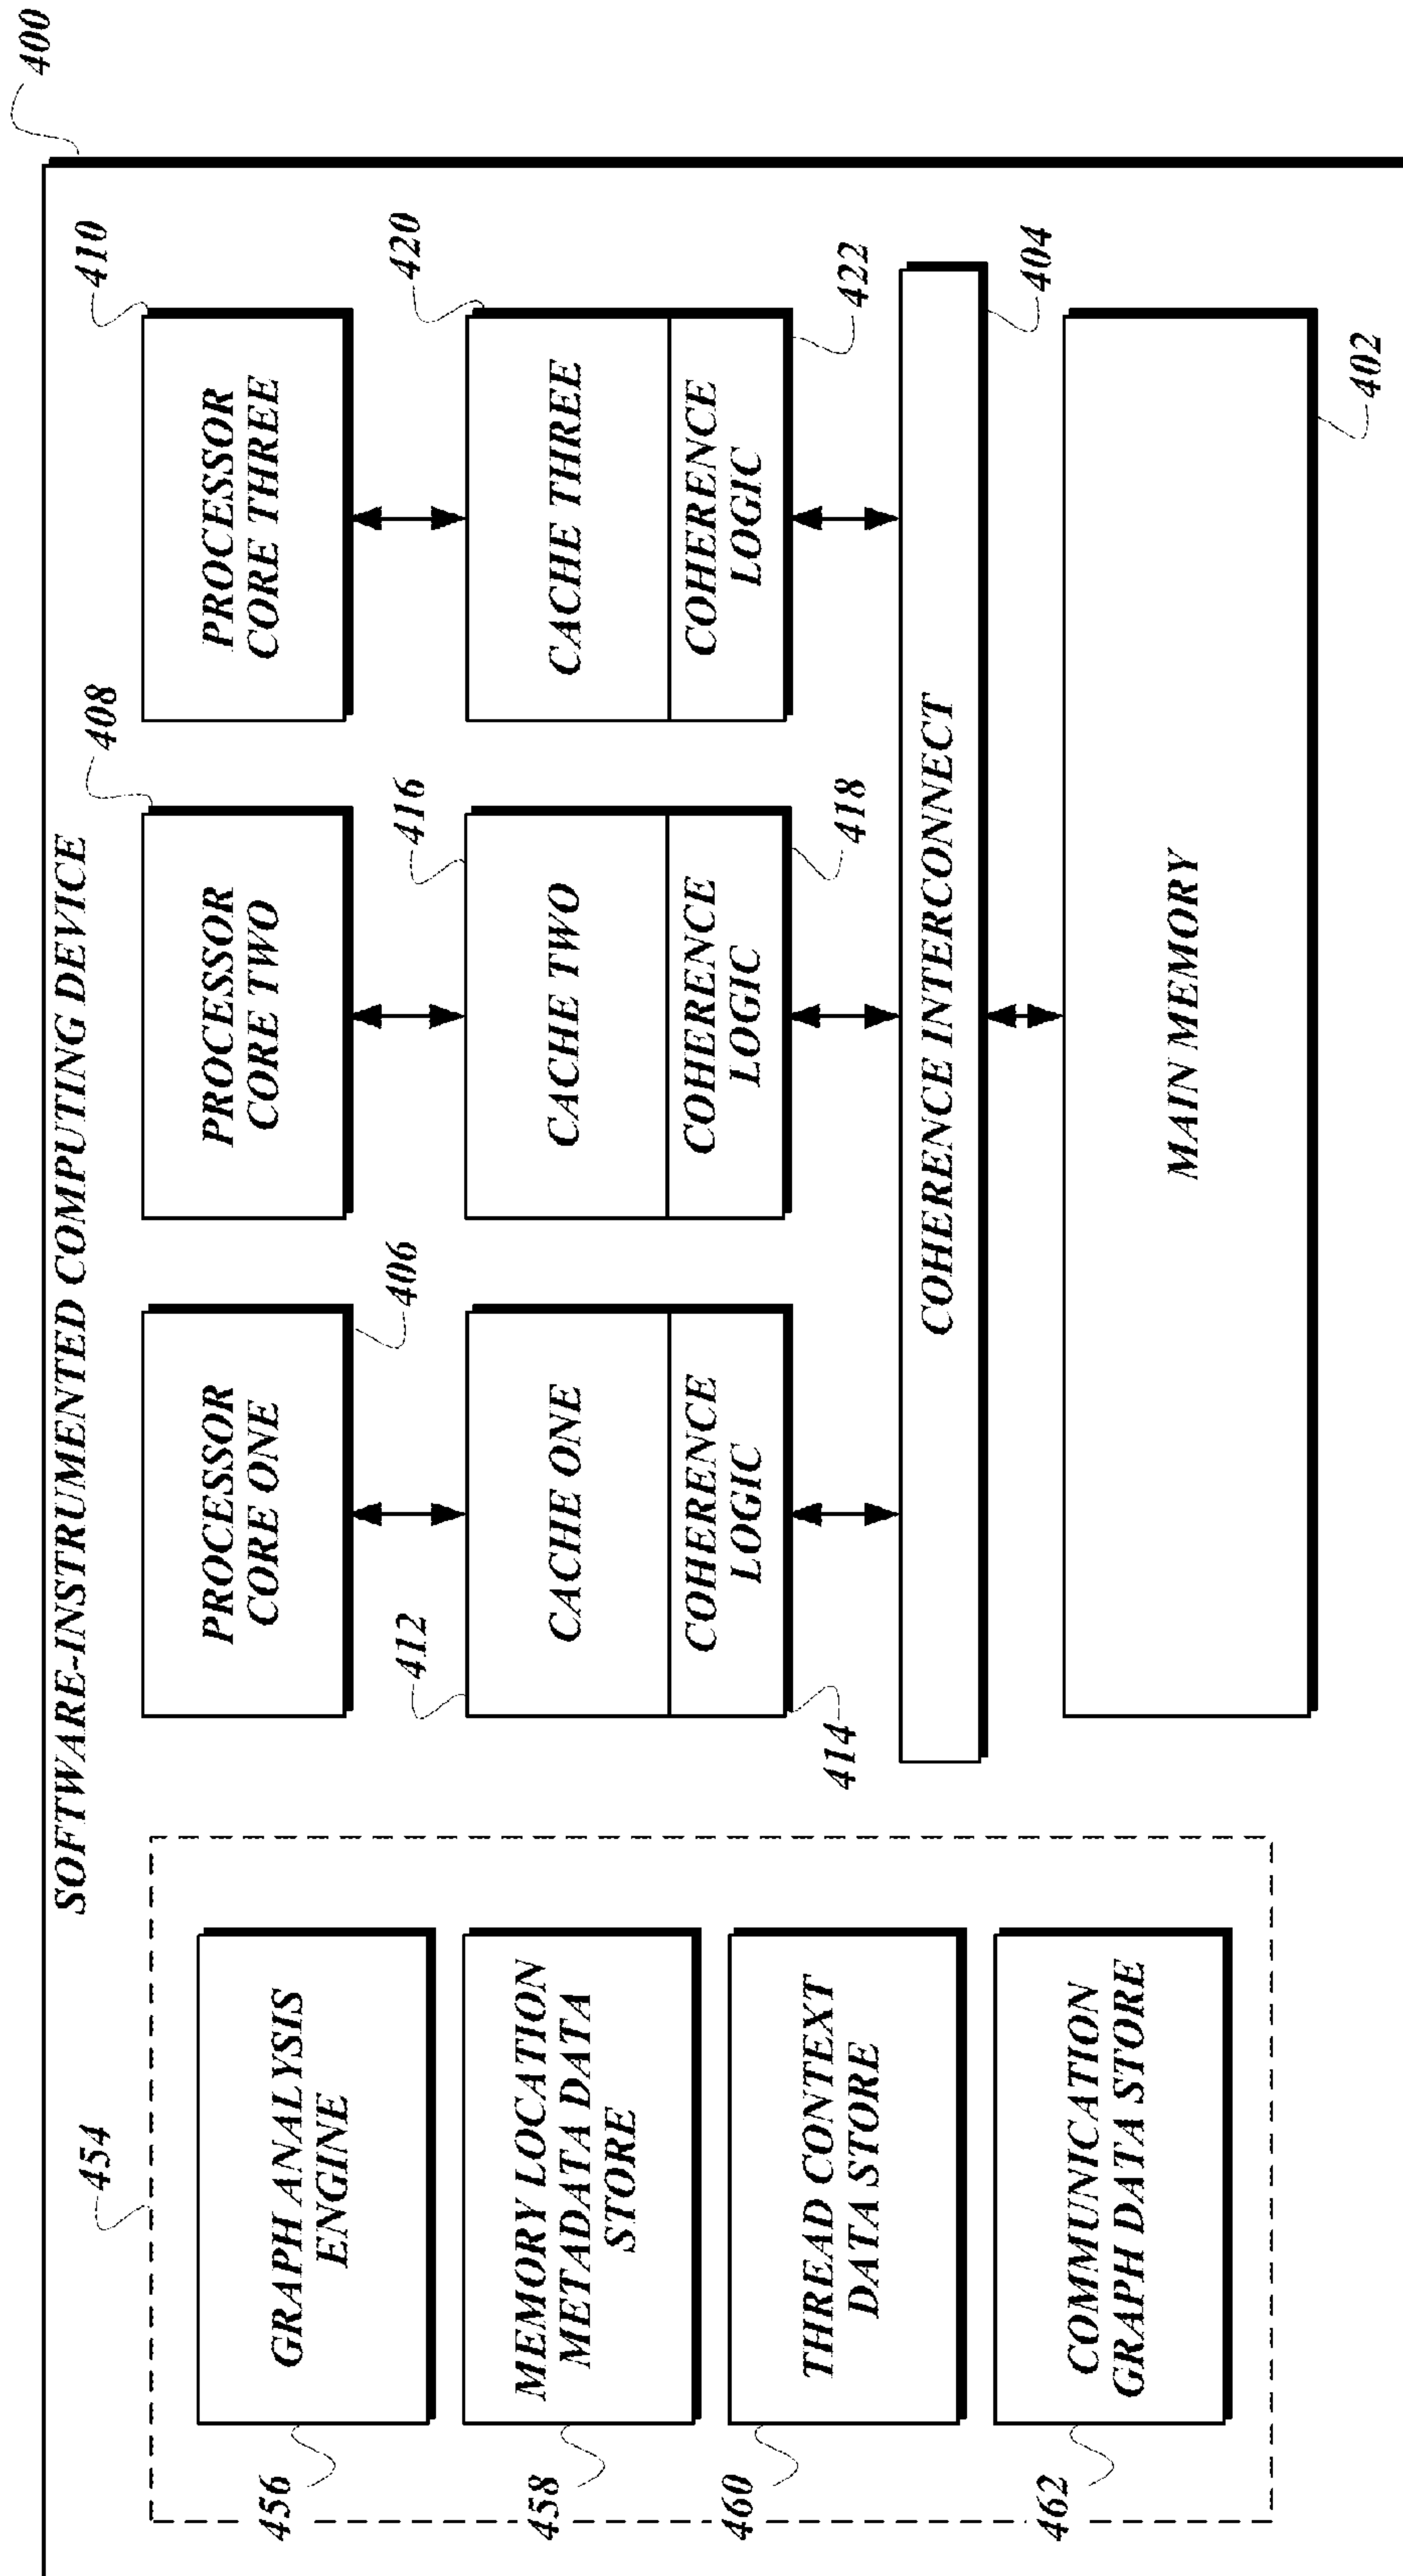 400
SOFTWARE-INSTRUMENTED COMPUTING DEVICE
454
456
GRAPH ANALYSIS
ENGINE
458
MEMORY LOCATION
METADATA DATA
STORE
460
THREAD CONTEXT
DATA STORE
462
COMMUNICATION
GRAPH DATA STORE
PROCESSOR
CORE ONE
406
PROCESSOR
CORE TWO
408
PROCESSOR
CORE THREE
410
412
CACHE ONE
COHERENCE
LOGIC
414
416
CACHE TWO
COHERENCE
LOGIC
418
420
CACHE THREE
COHERENCE
LOGIC
422
COHERENCE INTERCONNECT
404
MAIN MEMORY
402